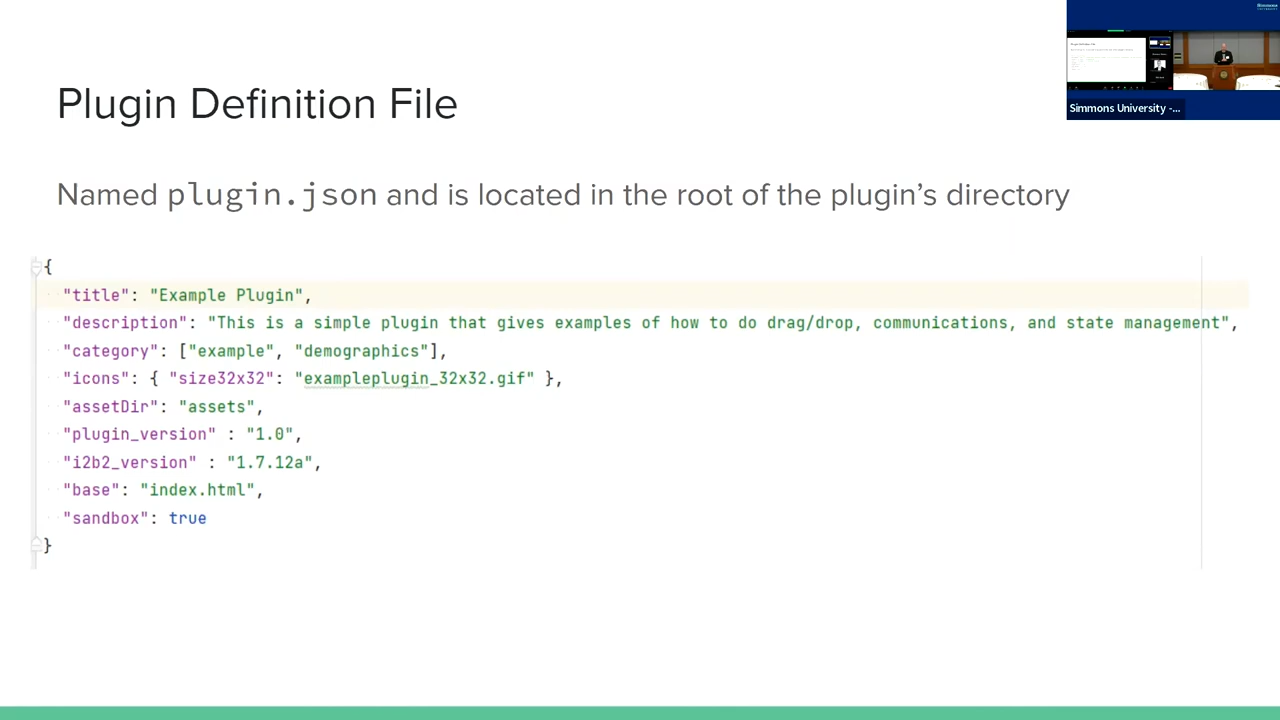 Simmons
UNIVERSITY
Plugin Definition File
Simmons University -...
Named plugin.json and is located in the root of the plugin's directory
{
"title": "Example Plugin",
"description": "This is a simple plugin that gives examples of how to do drag/drop, communications, and state management",
"category": ["example", "demographics"],
"icons": { "size32x32": "exampleplugin_32x32.gif" },
"assetDir": "assets",
"plugin_version" : "1.0",
"i2b2_version" : "1.7.12a",
"base": "index.html",
"sandbox": true
}